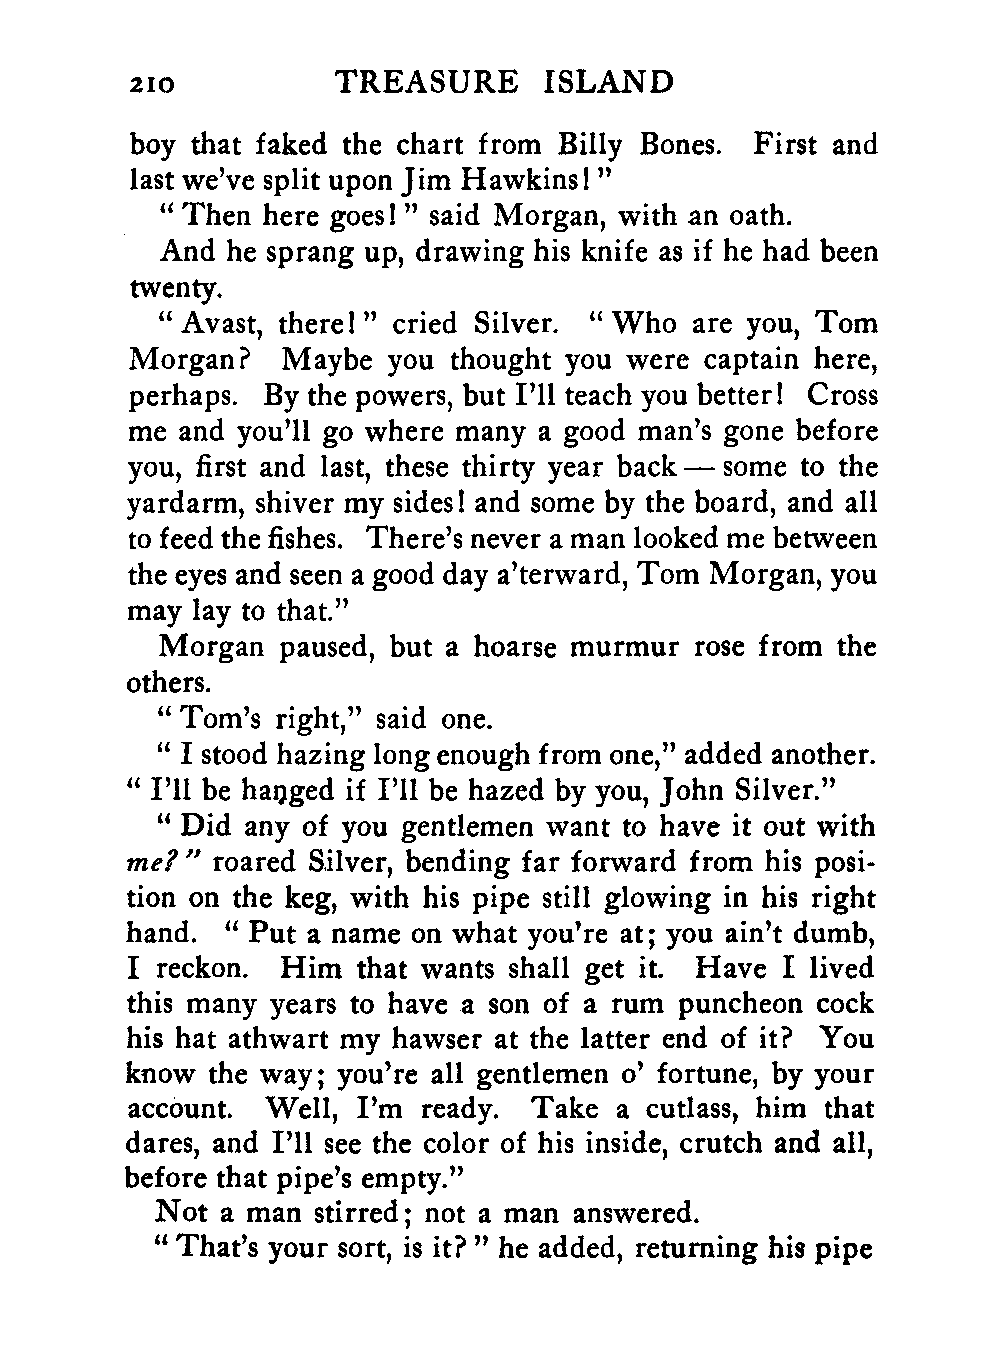 210 TREASURE ISLAND
boy that faked the chart from Billy Bones. First and
last we've split upon Jim Hawkins!"
"Then here goes!" said Morgan, with an oath.
And he sprang up, drawing his knife as if he had been
twenty.
"Avast, there!" cried Silver. "Who are you, Tom
Morgan? Maybe you thought you were captain here,
perhaps. By the powers, but I'll teach you better! Cross
me and you'll go where many a good man's gone before
you, first and last, these thirty year back — some to the
yardarm, shiver my sides! and some by the board, and all
to feed the fishes. There's never a man looked me between
the eyes and seen a good day a'terward, Tom Morgan, you
may lay to that."
Morgan paused, but a hoarse murmur rose from the
others.
"Tom's right," said one.
"I stood hazing long enough from one," added another.
"I'll be hanged if I'll be hazed by you, John Silver."
"Did any of you gentlemen want to have it out with
me?" roared Silver, bending far forward from his posi-
tion on the keg, with his pipe still glowing in his right
hand. "Put a name on what you're at; you ain't dumb,
I reckon. Him that wants shall get it. Have I lived
this many years to have a son of a rum puncheon cock
his hat athwart my hawser at the latter end of it? You
know the way; you're all gentlemen o' fortune, by your
account. Well, I'm ready. Take a cutlass, him that
dares, and I'll see the color of his inside, crutch and all,
before that pipe's empty."
Not a man stirred; not a man answered.
"That's your sort, is it?" he added, returning his pipe